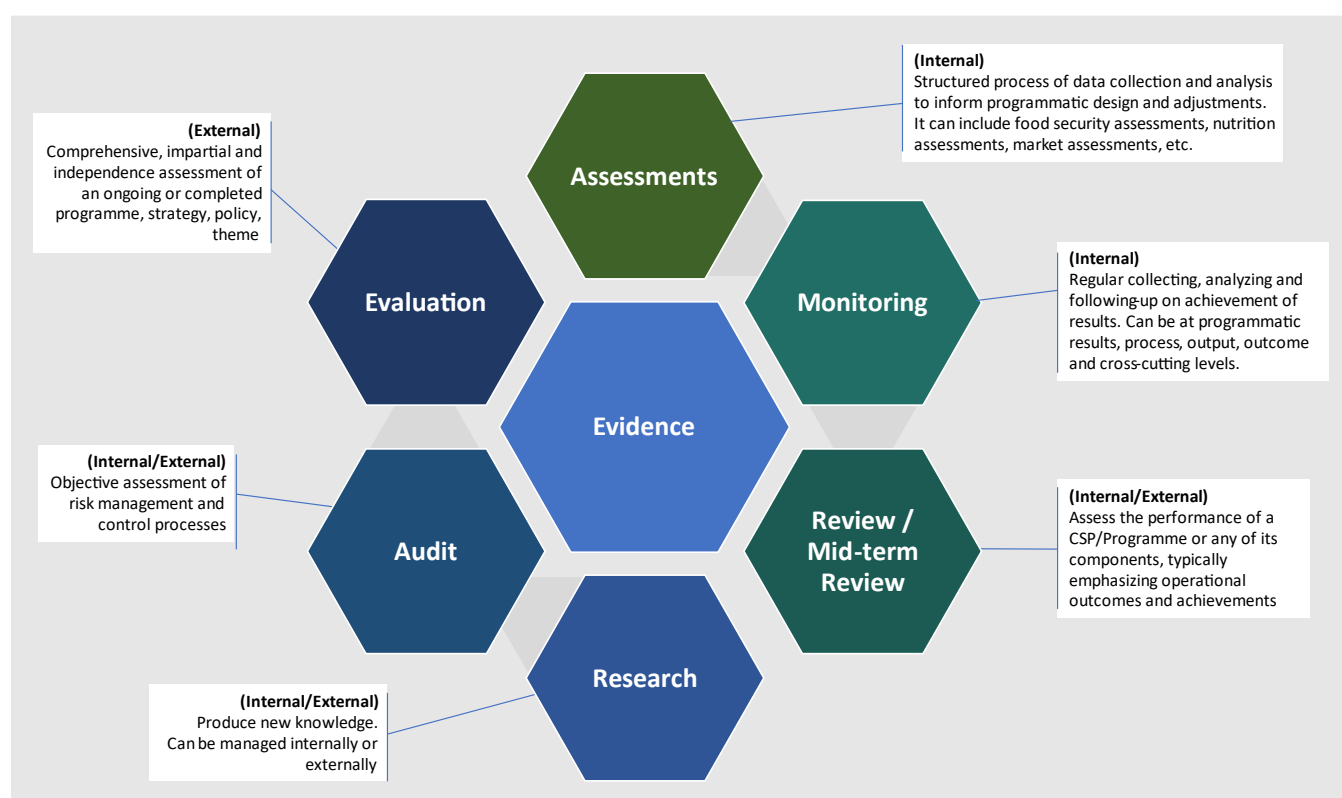 (Internal)
Structured process of data collection and analysis
to inform programmatic design and adjustments.
It can include food security assessments, nutrition
assessments, market assessments, etc.
Assessments
(External)
Comprehensive, impartial and
independence assessment of
an ongoing or completed
programme, strategy, policy,
theme
Evaluation
Monitoring
(Internal)
Regular collecting, analyzing and
following-up on achievement of
results. Can be at programmatic
results, process, output, outcome
and cross-cutting levels.
Evidence
(Internal/External)
Objective assessment of
risk management and
control processes
Audit
Review /
Mid-term
Review
(Internal/External)
Assess the performance of a
CSP/Programme or any of its
components, typically
emphasizing operational
outcomes and achievements
Research
(Internal/External)
Produce new knowledge.
Can be managed internally or
externally